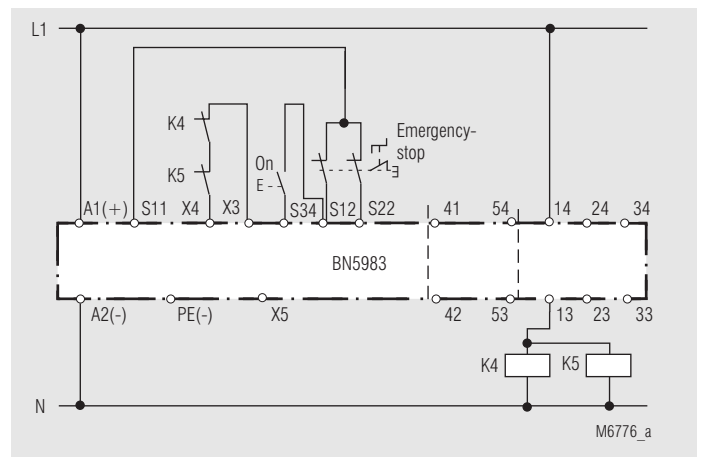 L1
K4
K5
On
E
Emergency-
stop
A1(+) S11 X4 X3 S34 S12 S22 41 54 14 24 34
BN5983
A2(-) PE(-) X5 42 53 13 23 33
K4 K5
N
M6776_a